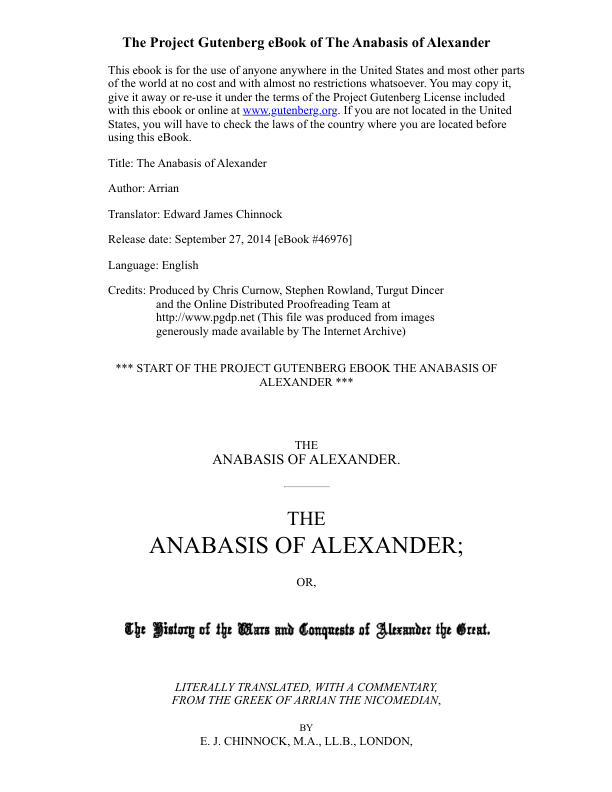 The Project Gutenberg eBook of The Anabasis of Alexander
This ebook is for the use of anyone anywhere in the United States and most other parts
of the world at no cost and with almost no restrictions whatsoever. You may copy it,
give it away or re-use it under the terms of the Project Gutenberg License included
with this ebook or online at www.gutenberg.org. If you are not located in the United
States, you will have to check the laws of the country where you are located before
using this eBook.
Title: The Anabasis of Alexander
Author: Arrian
Translator: Edward James Chinnock
Release date: September 27, 2014 [eBook #46976]
Language: English
Credits: Produced by Chris Curnow, Stephen Rowland, Turgut Dincer
and the Online Distributed Proofreading Team at
http://www.pgdp.net (This file was produced from images
generously made available by The Internet Archive)
*** START OF THE PROJECT GUTENBERG EBOOK THE ANABASIS OF
ALEXANDER ***
THE
ANABASIS OF ALEXANDER.
THE
ANABASIS OF ALEXANDER;
OR,
The History of the Wars and Conquests of Alexander the Great.
LITERALLY TRANSLATED, WITH A COMMENTARY,
FROM THE GREEK OF ARRIAN THE NICOMEDIAN,
BY
E. J. CHINNOCK, M.A., LL.B., LONDON,